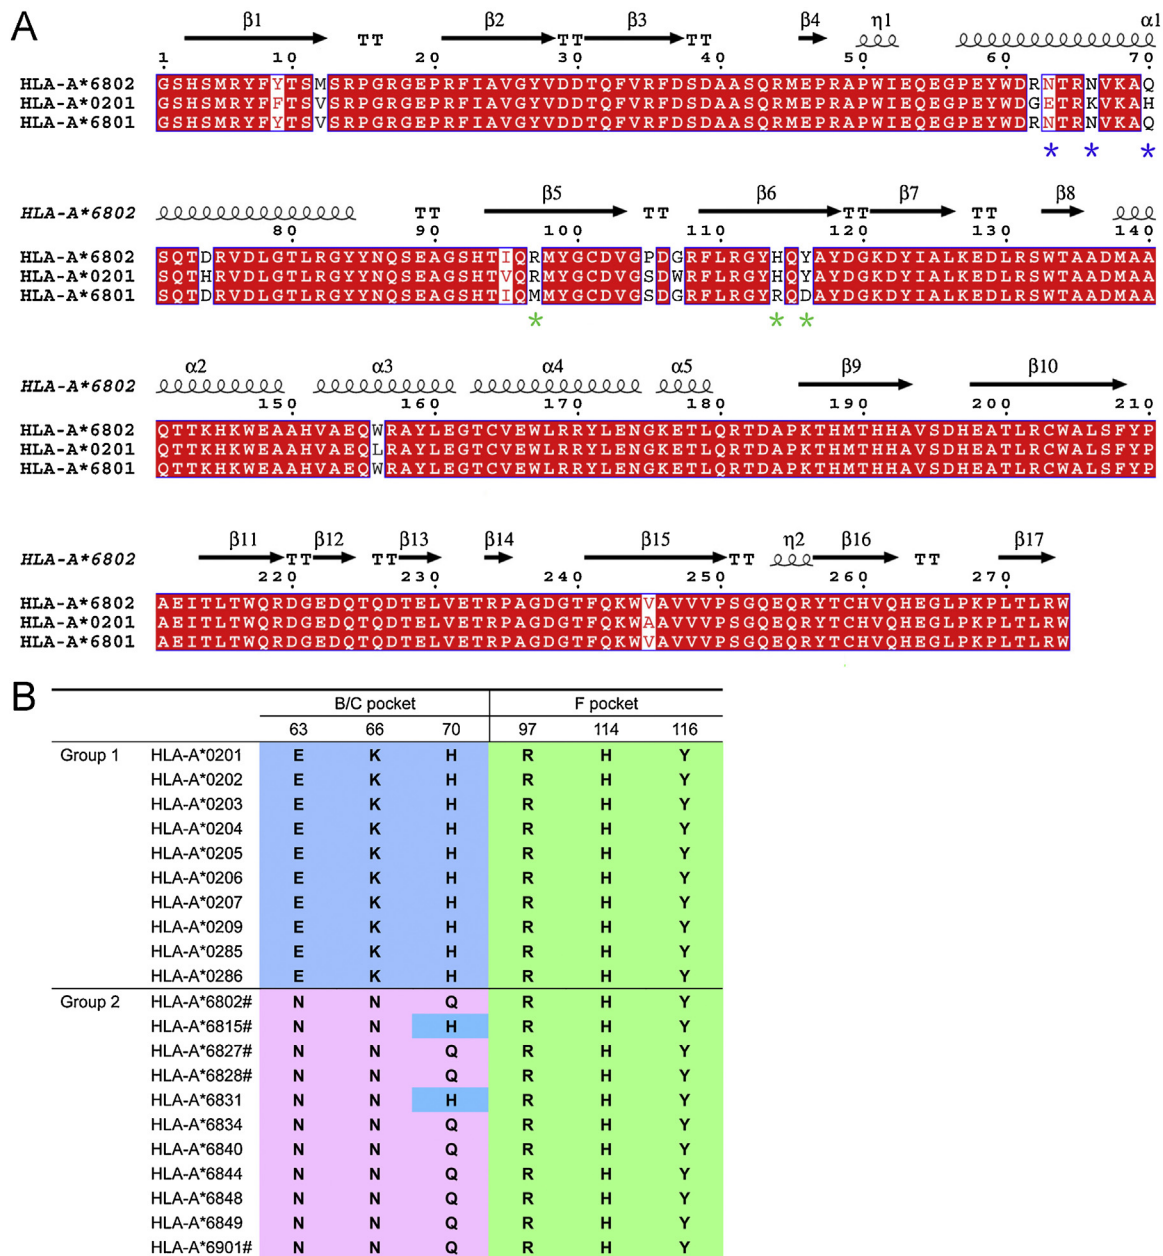 A
β1 TT β2 TT β3 TT β4 η1 α1
1 10 20 30 40 50 60 70
HLA-A*6802 GSHSMRYFYTSMSRPGRGEPRFIAVGYVDDTQFVRFDSDAASQRMEPRAPWIEQEGPEYWDRNTRNVKAQ
HLA-A*0201 GSHSMRYFFTSVSRPGRGEPRFIAVGYVDDTQFVRFDSDAASQRMEPRAPWIEQEGPEYWDGETRKVKAH
HLA-A*6801 GSHSMRYFYTSVSRPGRGEPRFIAVGYVDDTQFVRFDSDAASQRMEPRAPWIEQEGPEYWDRNTRNVKAQ
* * *
HLA-A*6802 TT β5 TT β6 TT β7 TT β8
80 90 100 110 120 130 140
HLA-A*6802 SQTDRVDLGTLRGYYNQSEAGSHTIQRMYGCDVGPDGRFLRGYHQYAYDGKDYIALKEDLRSWTAADMAA
HLA-A*0201 SQTHRVDLGTLRGYYNQSEAGSHTVQRMYGCDVGSDWRFLRGYHQYAYDGKDYIALKEDLRSWTAADMAA
HLA-A*6801 SQTDRVDLGTLRGYYNQSEAGSHTIQMMYGCDVGSDGRFLRGYRQDAYDGKDYIALKEDLRSWTAADMAA
* * *
HLA-A*6802 α2 α3 α4 α5 β9 β10
150 160 170 180 190 200 210
HLA-A*6802 QTTKHKWEAAHVAEQWRAYLEGTCVEWLRRYLENGKETLQRTDAPKTHMTHHAVSDHEATLRCWALSFYP
HLA-A*0201 QTTKHKWEAAHVAEQLRAYLEGTCVEWLRRYLENGKETLQRTDAPKTHMTHHAVSDHEATLRCWALSFYP
HLA-A*6801 QTTKHKWEAAHVAEQWRAYLEGTCVEWLRRYLENGKETLQRTDAPKTHMTHHAVSDHEATLRCWALSFYP
HLA-A*6802 β11 TT β12 TT β13 β14 β15 TT η2 β16 TT β17
220 230 240 250 260 270
HLA-A*6802 AEITLTWQRDGEDQTQDTELVETRPAGDGTFQKWVAVVVPSGQEQRYTCHVQHEGLPKPLTLRW
HLA-A*0201 AEITLTWQRDGEDQTQDTELVETRPAGDGTFQKWAAVVVPSGQEQRYTCHVQHEGLPKPLTLRW
HLA-A*6801 AEITLTWQRDGEDQTQDTELVETRPAGDGTFQKWVAVVVPSGQEQRYTCHVQHEGLPKPLTLRW
B
B/C pocket F pocket
63 66 70 97 114 116
Group 1 HLA-A*0201 E K H R H Y
HLA-A*0202 E K H R H Y
HLA-A*0203 E K H R H Y
HLA-A*0204 E K H R H Y
HLA-A*0205 E K H R H Y
HLA-A*0206 E K H R H Y
HLA-A*0207 E K H R H Y
HLA-A*0209 E K H R H Y
HLA-A*0285 E K H R H Y
HLA-A*0286 E K H R H Y
Group 2 HLA-A*6802# N N Q R H Y
HLA-A*6815# N N H R H Y
HLA-A*6827# N N Q R H Y
HLA-A*6828# N N Q R H Y
HLA-A*6831 N N H R H Y
HLA-A*6834 N N Q R H Y
HLA-A*6840 N N Q R H Y
HLA-A*6844 N N Q R H Y
HLA-A*6848 N N Q R H Y
HLA-A*6849 N N Q R H Y
HLA-A*6901# N N Q R H Y